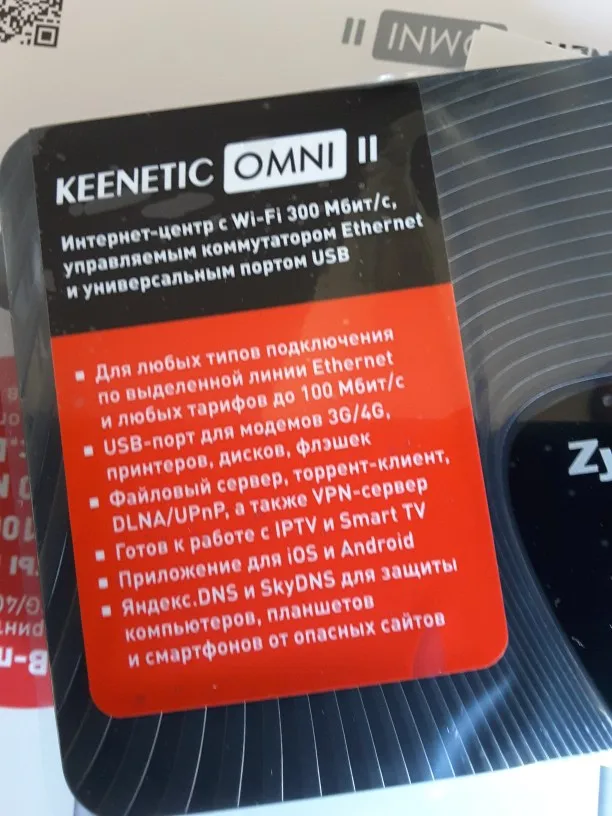 OMNI II
KEENETIC OMNI II
Интернет-центр с Wi-Fi 300 Мбит/с,
управляемым коммутатором Ethernet
и универсальным портом USB
▪ Для любых типов подключения
по выделенной линии Ethernet
и любых тарифов до 100 Мбит/с
▪ USB-порт для модемов 3G/4G,
принтеров, дисков, флэшек
▪ Файловый сервер, торрент-клиент,
DLNA/UPnP, а также VPN-сервер
▪ Готов к работе с IPTV и Smart TV
▪ Приложение для iOS и Android
▪ Яндекс.DNS и SkyDNS для защиты
компьютеров, планшетов
и смартфонов от опасных сайтов
Zy